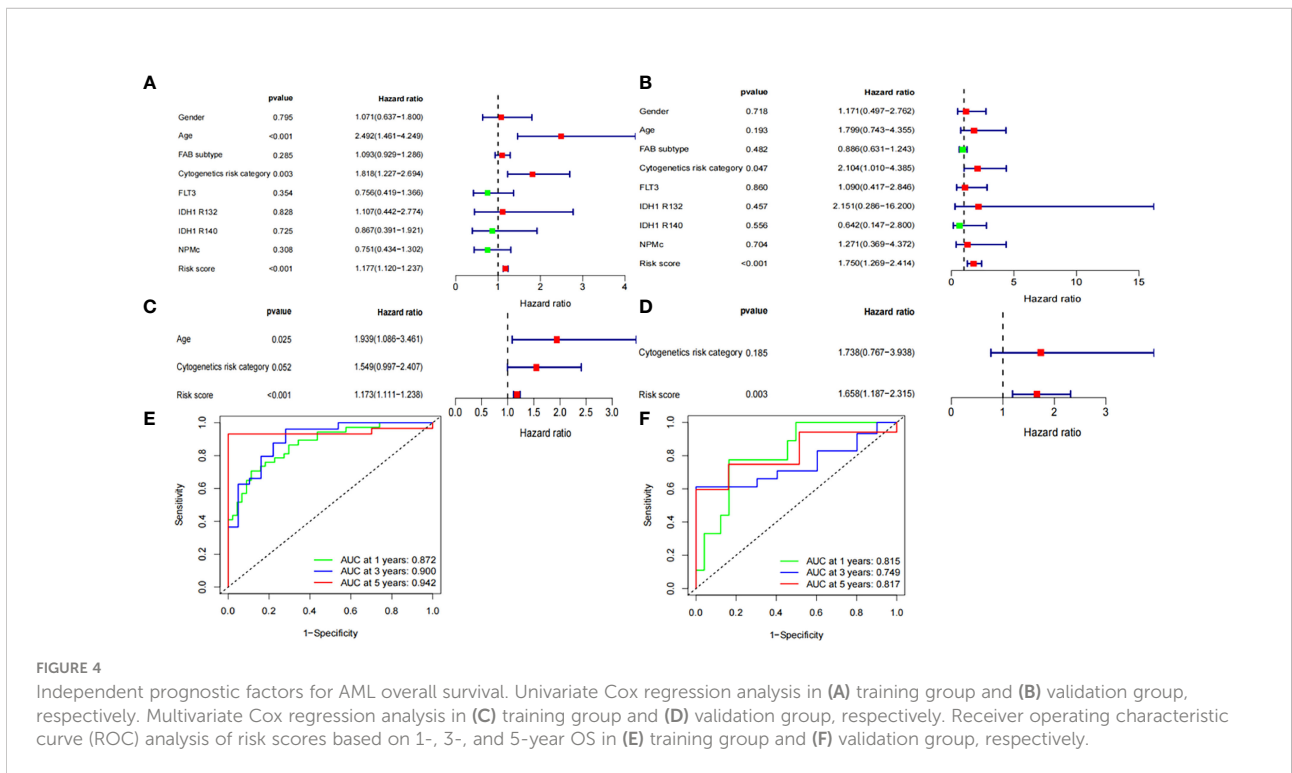 A
pvalue Hazard ratio
Gender 0.795 1.071(0.637−1.800)
Age <0.001 2.492(1.461−4.249)
FAB subtype 0.285 1.093(0.929−1.286)
Cytogenetics risk category 0.003 1.818(1.227−2.694)
FLT3 0.354 0.756(0.419−1.366)
IDH1 R132 0.828 1.107(0.442−2.774)
IDH1 R140 0.725 0.867(0.391−1.921)
NPMc 0.308 0.751(0.434−1.302)
Risk score <0.001 1.177(1.120−1.237)
0 1 2 3 4
Hazard ratio
B
pvalue Hazard ratio
Gender 0.718 1.171(0.497−2.762)
Age 0.193 1.799(0.743−4.355)
FAB subtype 0.482 0.886(0.631−1.243)
Cytogenetics risk category 0.047 2.104(1.010−4.385)
FLT3 0.860 1.090(0.417−2.846)
IDH1 R132 0.457 2.151(0.286−16.200)
IDH1 R140 0.556 0.642(0.147−2.800)
NPMc 0.704 1.271(0.369−4.372)
Risk score <0.001 1.750(1.269−2.414)
0 5 10 15
Hazard ratio
C
pvalue Hazard ratio
Age 0.025 1.939(1.086−3.461)
Cytogenetics risk category 0.052 1.549(0.997−2.407)
Risk score <0.001 1.173(1.111−1.238)
0.0 0.5 1.0 1.5 2.0 2.5 3.0
Hazard ratio
D
pvalue Hazard ratio
Cytogenetics risk category 0.185 1.738(0.767−3.938)
Risk score 0.003 1.658(1.187−2.315)
0 1 2 3
Hazard ratio
E
Sensitivity
1.0
0.8
0.6
0.4
0.2
0.0
AUC at 1 years: 0.872
AUC at 3 years: 0.900
AUC at 5 years: 0.942
0.0 0.2 0.4 0.6 0.8 1.0
1−Specificity
F
Sensitivity
1.0
0.8
0.6
0.4
0.2
0.0
AUC at 1 years: 0.815
AUC at 3 years: 0.749
AUC at 5 years: 0.817
0.0 0.2 0.4 0.6 0.8 1.0
1−Specificity
FIGURE 4
Independent prognostic factors for AML overall survival. Univariate Cox regression analysis in (A) training group and (B) validation group,
respectively. Multivariate Cox regression analysis in (C) training group and (D) validation group, respectively. Receiver operating characteristic
curve (ROC) analysis of risk scores based on 1-, 3-, and 5-year OS in (E) training group and (F) validation group, respectively.